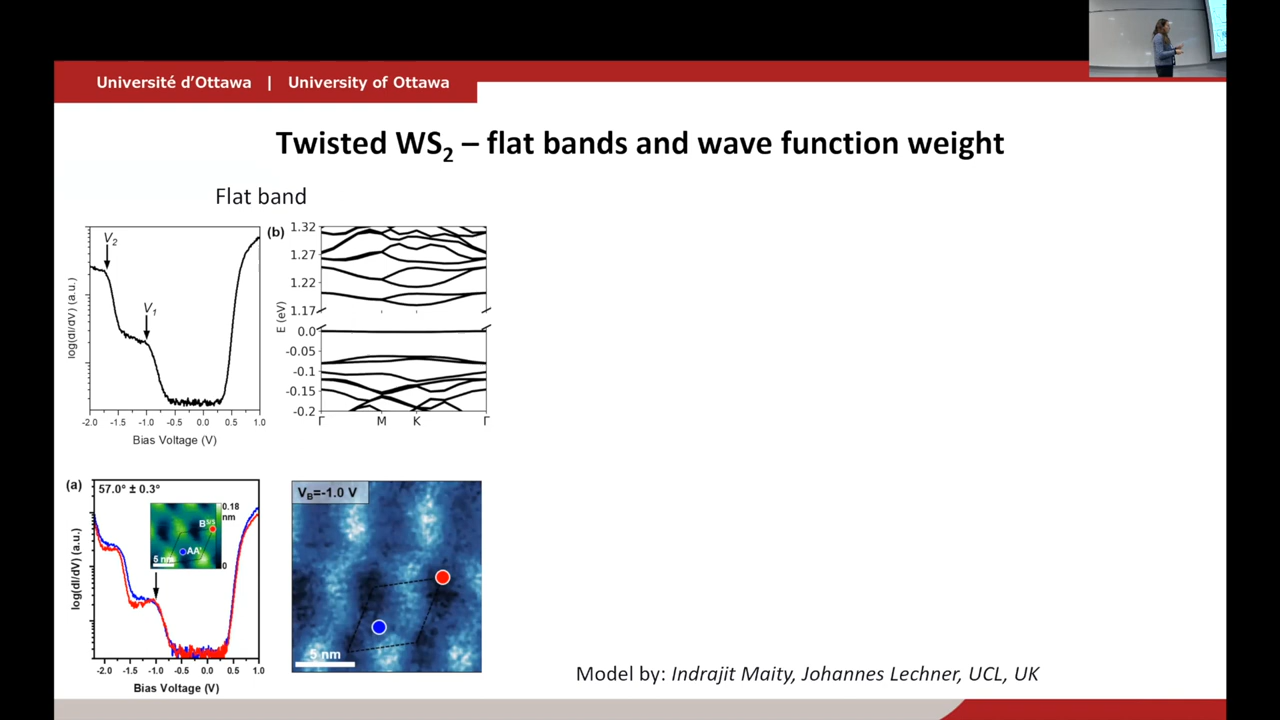 Université d'Ottawa | University of Ottawa
Twisted WS2 – flat bands and wave function weight
Flat band
V2
V1
log(dI/dV) (a.u.)
-2.0 -1.5 -1.0 -0.5 0.0 0.5 1.0
Bias Voltage (V)
(b)
E (eV)
1.32
1.27
1.22
1.17
0.0
-0.05
-0.1
-0.15
-0.2
Γ M K Γ
(a)
57.0° ± 0.3°
0.18
nm
0
BS/S
AA'
5 nm
log(dI/dV) (a.u.)
-2.0 -1.5 -1.0 -0.5 0.0 0.5 1.0
Bias Voltage (V)
VB=-1.0 V
5 nm
Model by: Indrajit Maity, Johannes Lechner, UCL, UK